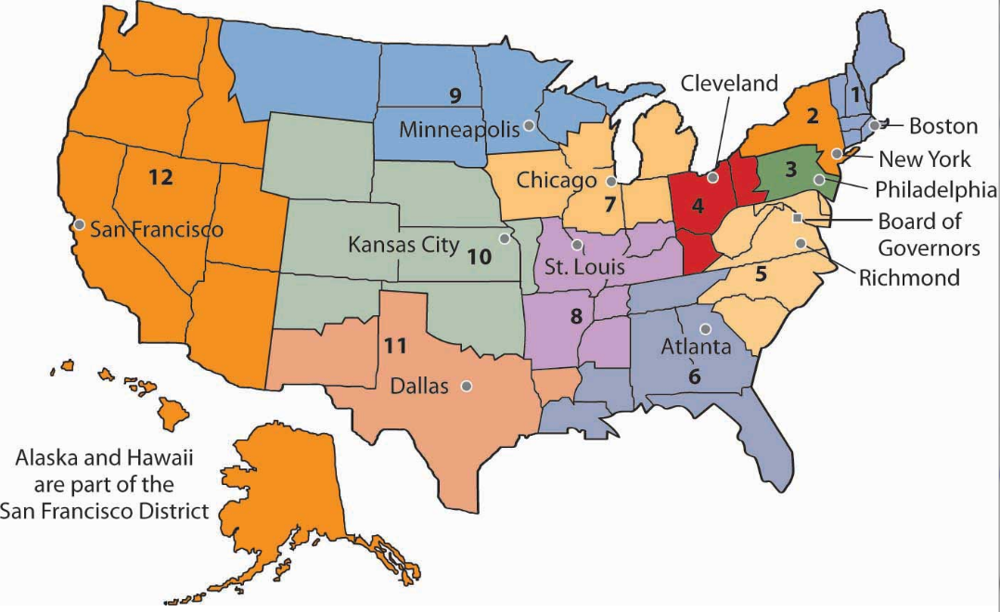 Cleveland
1
9
2
Minneapolis
Boston
New York
12
Chicago
3
Philadelphia
7
4
San Francisco
Board of
Governors
Kansas City
10
St. Louis
5
Richmond
8
11
Atlanta
6
Dallas
Alaska and Hawaii
are part of the
San Francisco District